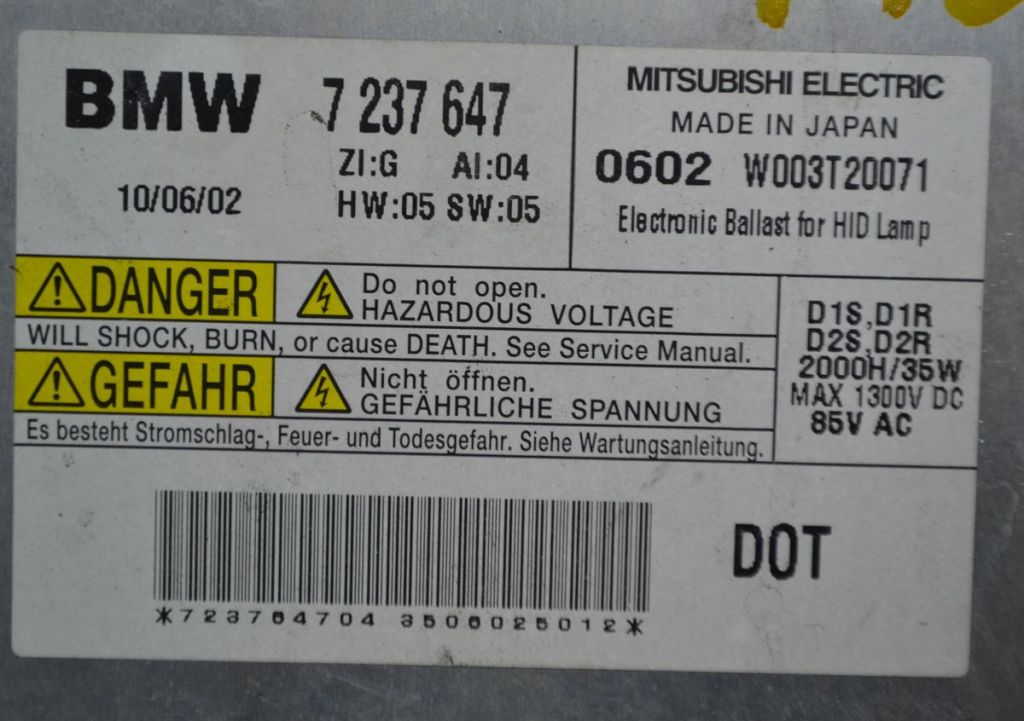 BMW 7 237 647
ZI:G AI:04
10/06/02 HW:05 SW:05
MITSUBISHI ELECTRIC
MADE IN JAPAN
0602 W003T20071
Electronic Ballast for HID Lamp
DANGER
Do not open.
HAZARDOUS VOLTAGE
WILL SHOCK, BURN, or cause DEATH. See Service Manual.
GEFAHR
Nicht öffnen.
GEFÄHRLICHE SPANNUNG
Es besteht Stromschlag-, Feuer- und Todesgefahr. Siehe Wartungsanleitung.
D1S,D1R
D2S,D2R
2000H/35W
MAX 1300V DC
85V AC
*723764704 3506025012*
DOT